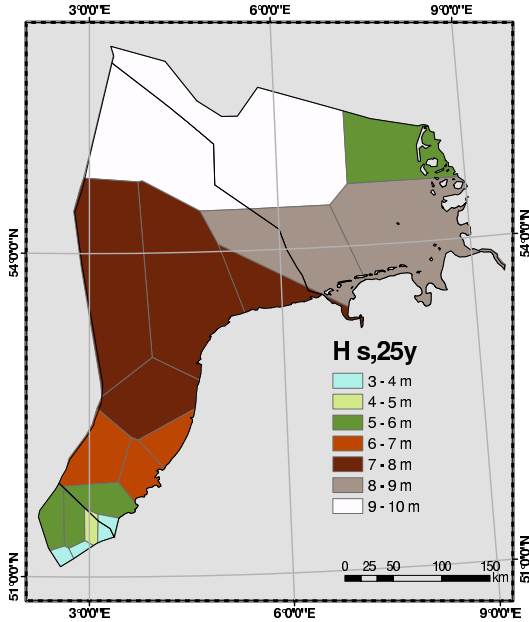 3°0'0"E 6°0'0"E 9°0'0"E
54°0'0"N 54°0'0"N
H s,25y
3 - 4 m
4 - 5 m
5 - 6 m
6 - 7 m
7 - 8 m
8 - 9 m
9 - 10 m
0 25 50 100 150
km
51°0'0"N 51°0'0"N
3°0'0"E 6°0'0"E 9°0'0"E